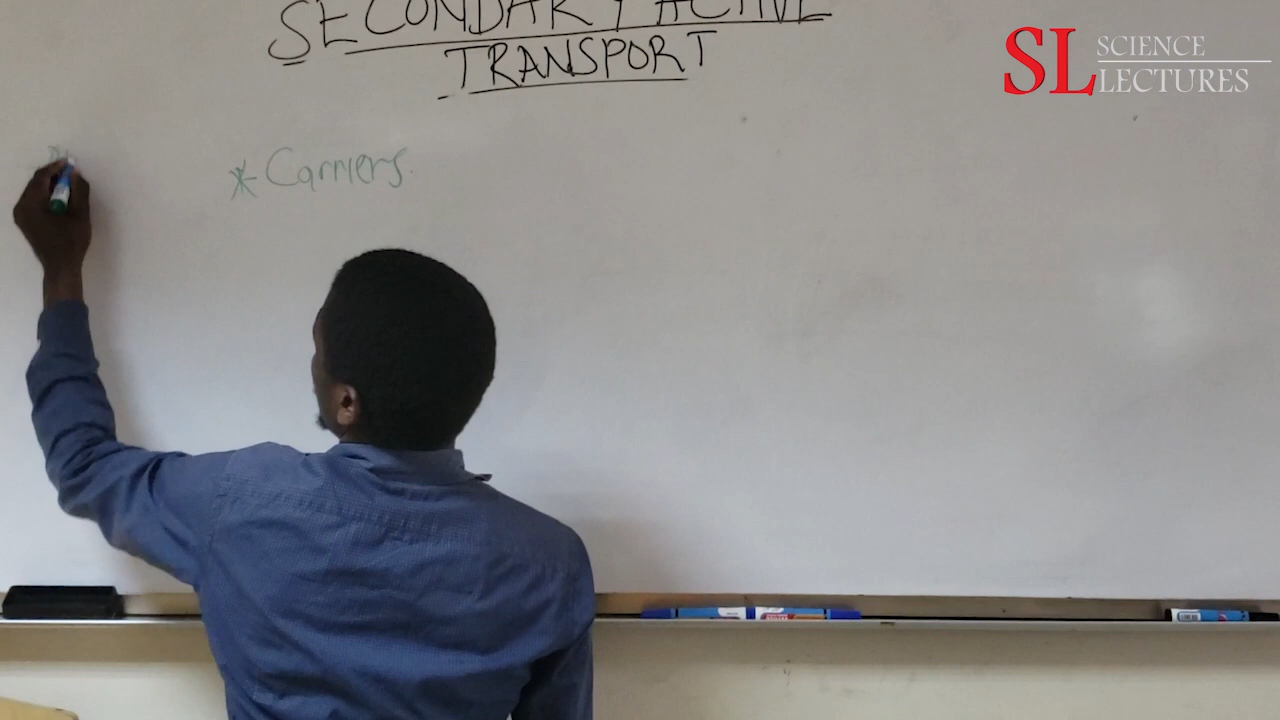 SECONDARY ACTIVE
TRANSPORT
* Carriers.
SL SCIENCE
LECTURES